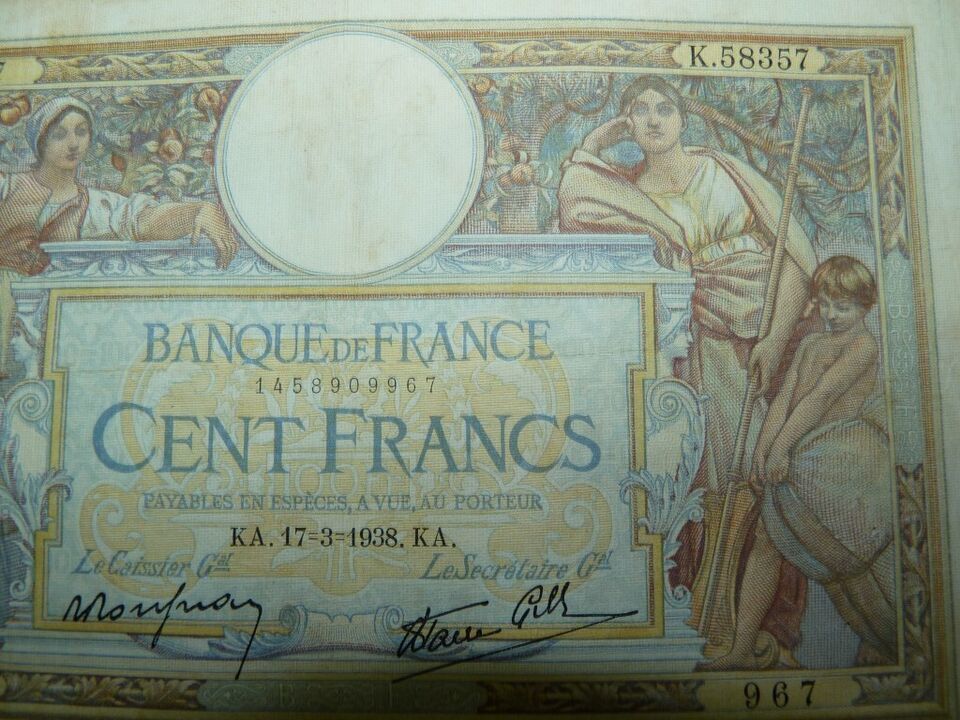 7
K.58357
BANQUE DE FRANCE
1458909967
CENT FRANCS
PAYABLES EN ESPÈCES, A VUE, AU PORTEUR
KA. 17=3=1938. KA.
Le Caissier Gal
Le Secrétaire Gal
967